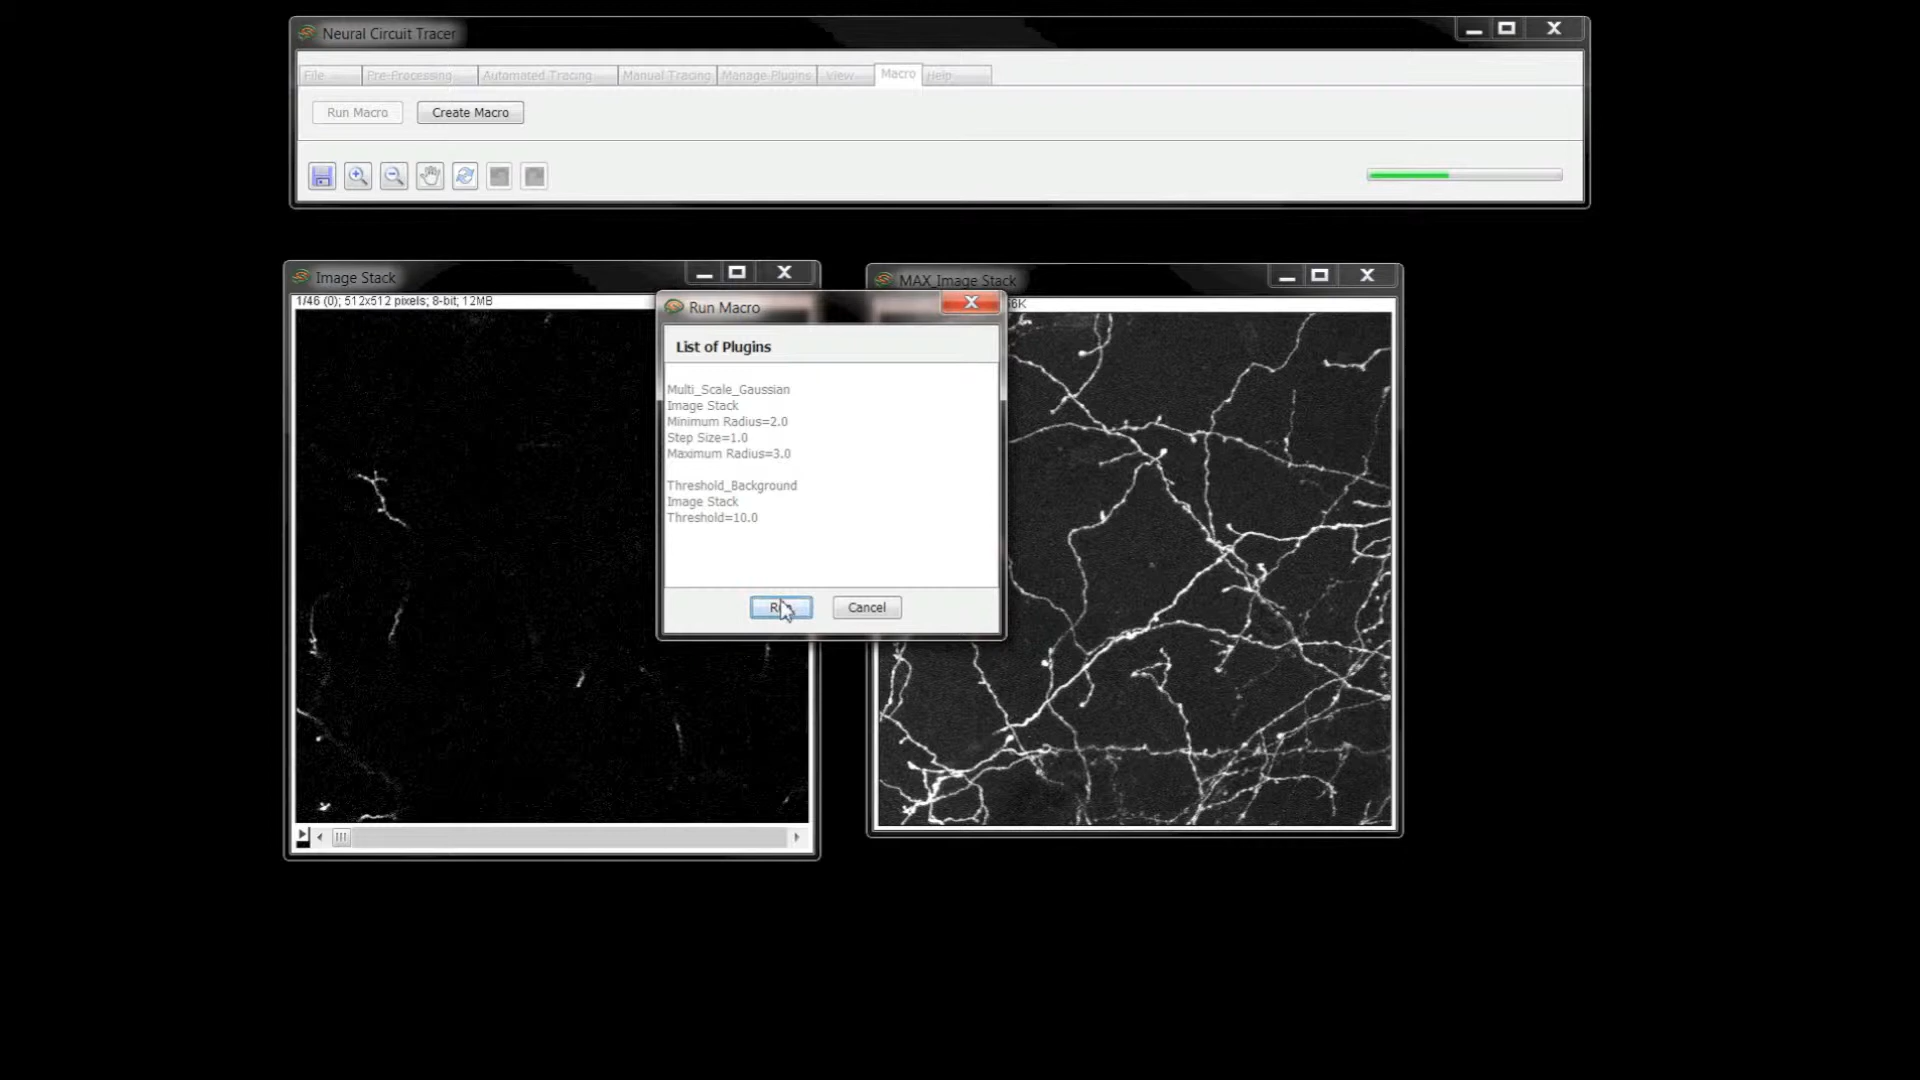 Neural Circuit Tracer
File Pre-Processing Automated Tracing Manual Tracing Manage Plugins View Macro Help
Run Macro Create Macro
Image Stack
1/46 (0); 512x512 pixels; 8-bit; 12MB
MAX_Image Stack
Run Macro
List of Plugins
Multi_Scale_Gaussian
Image Stack
Minimum Radius=2.0
Step Size=1.0
Maximum Radius=3.0
Threshold_Background
Image Stack
Threshold=10.0
Cancel